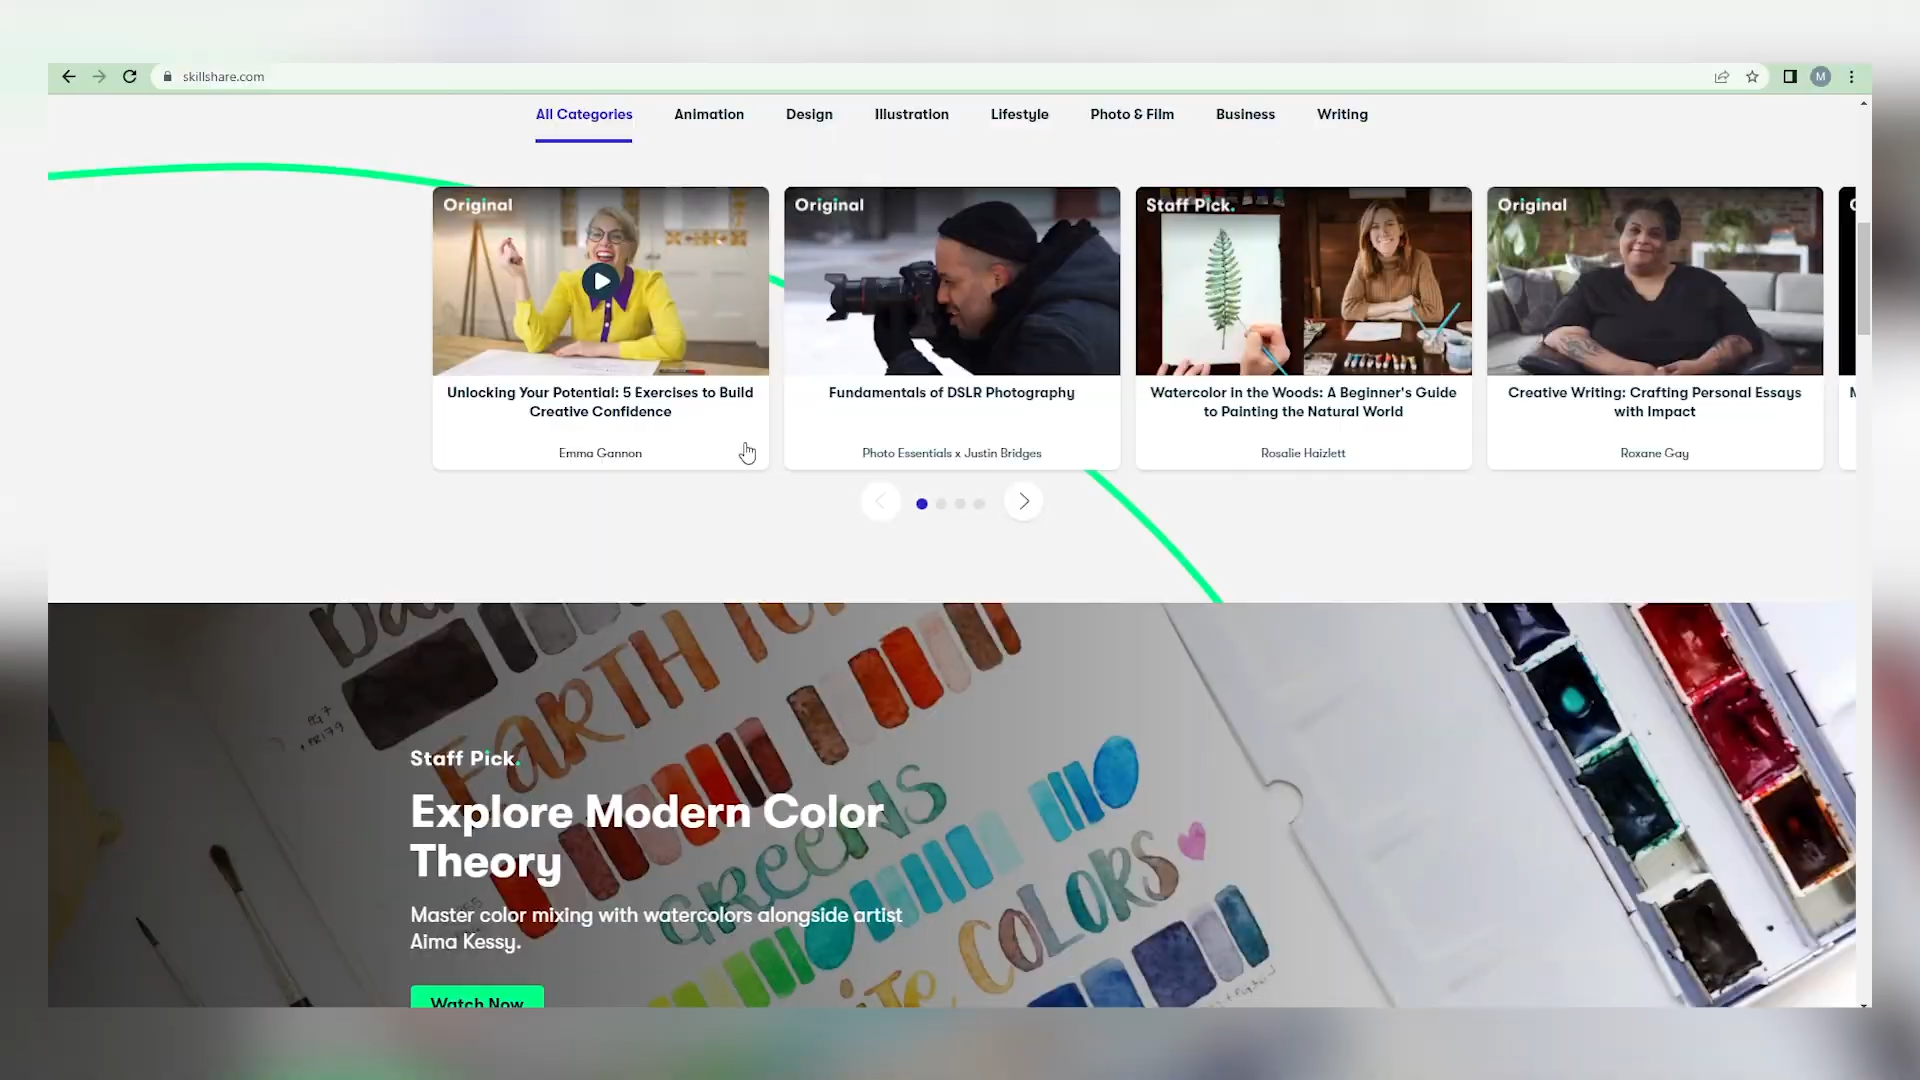 skillshare.com
M
All Categories Animation Design Illustration Lifestyle Photo & Film Business Writing
Original
Original
Staff Pick.
Original
Unlocking Your Potential: 5 Exercises to Build
Creative Confidence
Emma Gannon
Fundamentals of DSLR Photography
Photo Essentials x Justin Bridges
Watercolor in the Woods: A Beginner's Guide
to Painting the Natural World
Rosalie Haizlett
Creative Writing: Crafting Personal Essays
with Impact
Roxane Gay
EARTH
GREENS
COLORS
Staff Pick.
Explore Modern Color
Theory
Master color mixing with watercolors alongside artist
Aima Kessy.
Watch Now